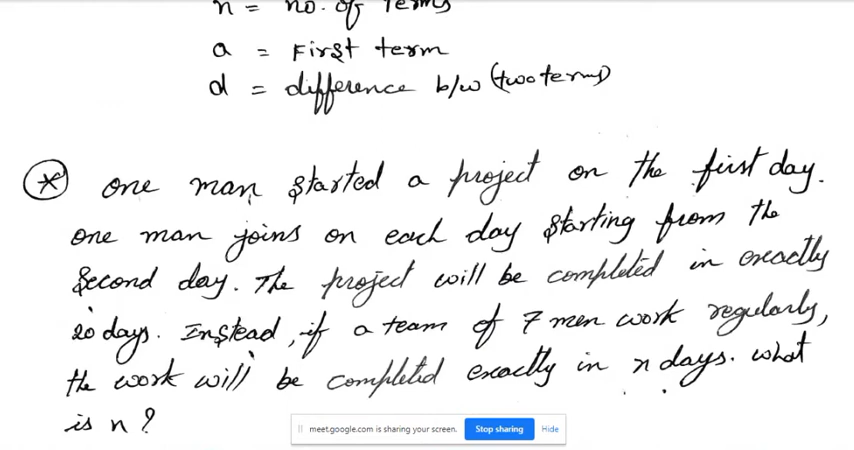 n = no. of terms
a = First term
d = difference b/w (two terms)
* one man started a project on the first day.
one man joins on each day starting from the
second day. The project will be completed in exactly
20 days. Instead, if a team of 7 men work regularly,
the work will be completed exactly in n days. what
is n?
meet.google.com is sharing your screen. Stop sharing Hide